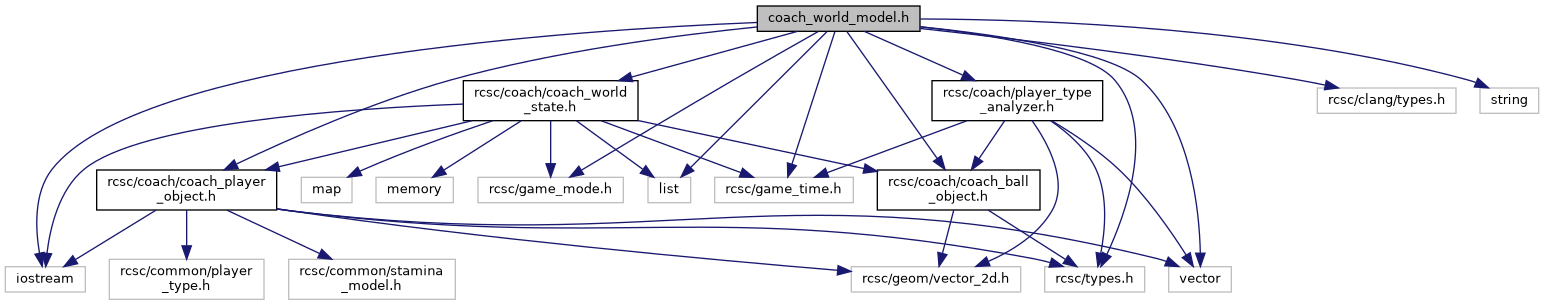 coach_world_model.h
rcsc/coach/coach_world
_state.h
rcsc/coach/player_type
_analyzer.h
rcsc/clang/types.h
string
rcsc/coach/coach_player
_object.h
map
memory
rcsc/game_mode.h
list
rcsc/game_time.h
rcsc/coach/coach_ball
_object.h
iostream
rcsc/common/player
_type.h
rcsc/common/stamina
_model.h
rcsc/geom/vector_2d.h
rcsc/types.h
vector